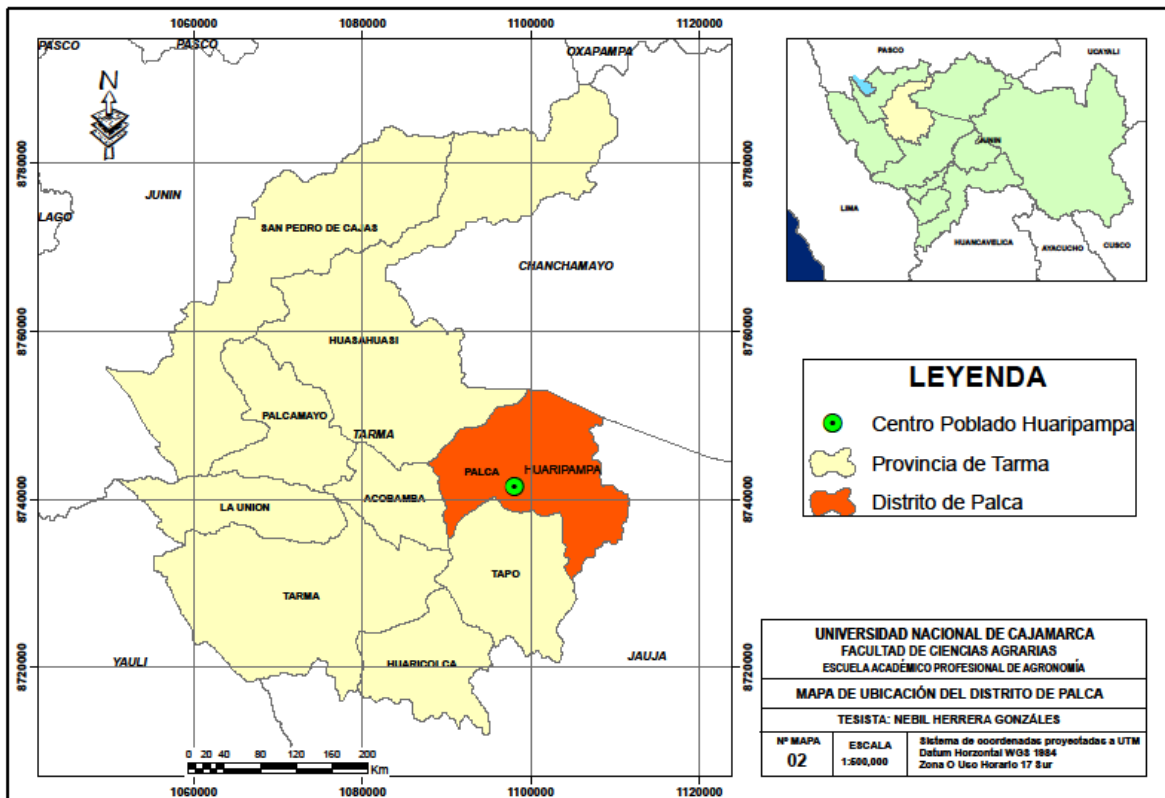 1060000 1080000 1100000 1120000
PASCO PASCO
OXAPAMPA
N
8780000 8780000
JUNIN
LAGO
SAN PEDRO DE CAJAS
CHANCHAMAYO
8760000 8760000
HUASAHUASI
PALCAMAYO
TARMA
PALCA HUARIPAMPA
8740000 8740000
ACOBAMBA
LA UNION
TAPO
TARMA
YAULI
HUARICOLCA
JAUJA
8720000 8720000
0 20 40 80 120 160 200
Km
1060000 1080000 1100000 1120000
PASCO
UCAYALI
JUNIN
LIMA
HUANCAVELICA
AYACUCHO
CUSCO
LEYENDA
Centro Poblado Huaripampa
Provincia de Tarma
Distrito de Palca
UNIVERSIDAD NACIONAL DE CAJAMARCA
FACULTAD DE CIENCIAS AGRARIAS
ESCUELA ACADÉMICO PROFESIONAL DE AGRONOMÍA
MAPA DE UBICACIÓN DEL DISTRITO DE PALCA
TESISTA: NEBIL HERRERA GONZÁLES
Nº MAPA
02
ESCALA
1:500,000
Sistema de coordenadas proyectadas a UTM
Datum Horzontal WGS 1984
Zona O Uso Horario 17 Sur